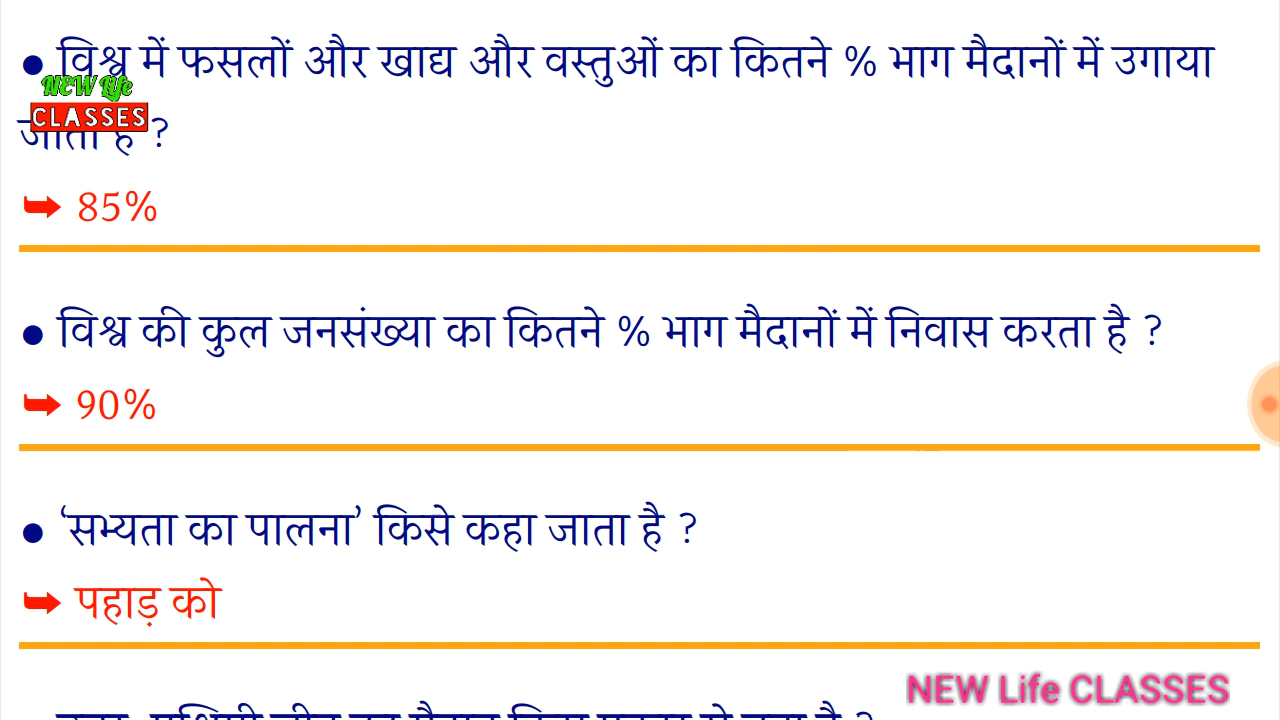 ● विश्व में फसलों और खाद्य और वस्तुओं का कितने % भाग मैदानों में उगाया
NEW Life
CLASSES
जाता है ?
➥ 85%
● विश्व की कुल जनसंख्या का कितने % भाग मैदानों में निवास करता है ?
➥ 90%
● ‘सभ्यता का पालना’ किसे कहा जाता है ?
➥ पहाड़ को
NEW Life CLASSES